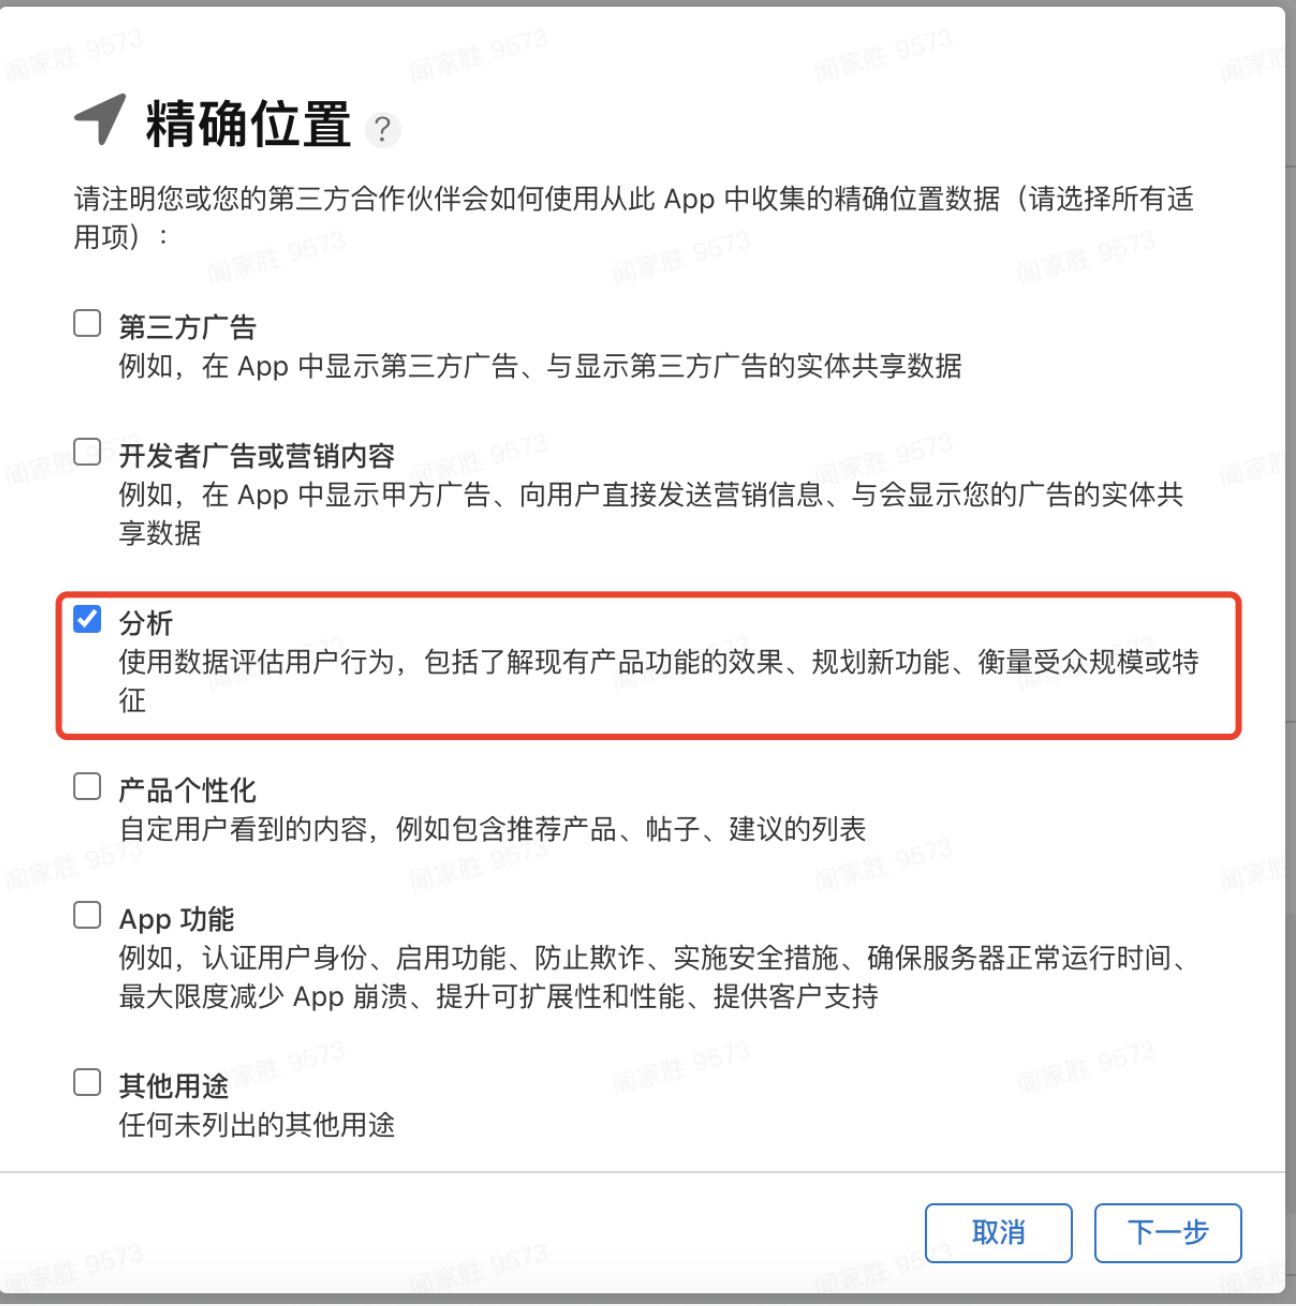 精确位置 ?
请注明您或您的第三方合作伙伴会如何使用从此 App 中收集的精确位置数据（请选择所有适
用项）：
第三方广告
例如，在 App 中显示第三方广告、与显示第三方广告的实体共享数据
开发者广告或营销内容
例如，在 App 中显示甲方广告、向用户直接发送营销信息、与会显示您的广告的实体共
享数据
分析
使用数据评估用户行为，包括了解现有产品功能的效果、规划新功能、衡量受众规模或特
征
产品个性化
自定用户看到的内容，例如包含推荐产品、帖子、建议的列表
App 功能
例如，认证用户身份、启用功能、防止欺诈、实施安全措施、确保服务器正常运行时间、
最大限度减少 App 崩溃、提升可扩展性和性能、提供客户支持
其他用途
任何未列出的其他用途
取消 下一步
闻家胜 9573